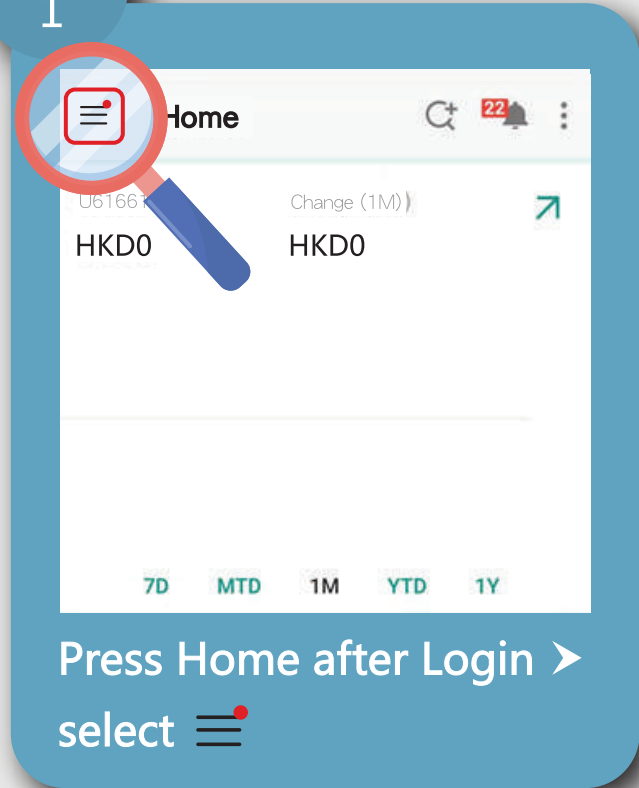 1
Home
22
U6166
Change (1M)
HKD0
HKD0
7D MTD 1M YTD 1Y
Press Home after Login ➤
select